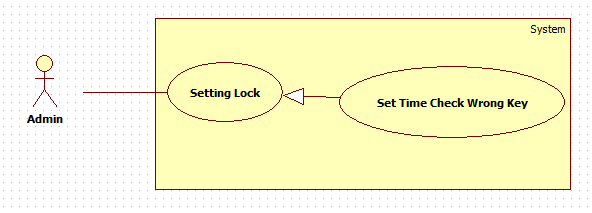 System
Setting Lock
Set Time Check Wrong Key
Admin